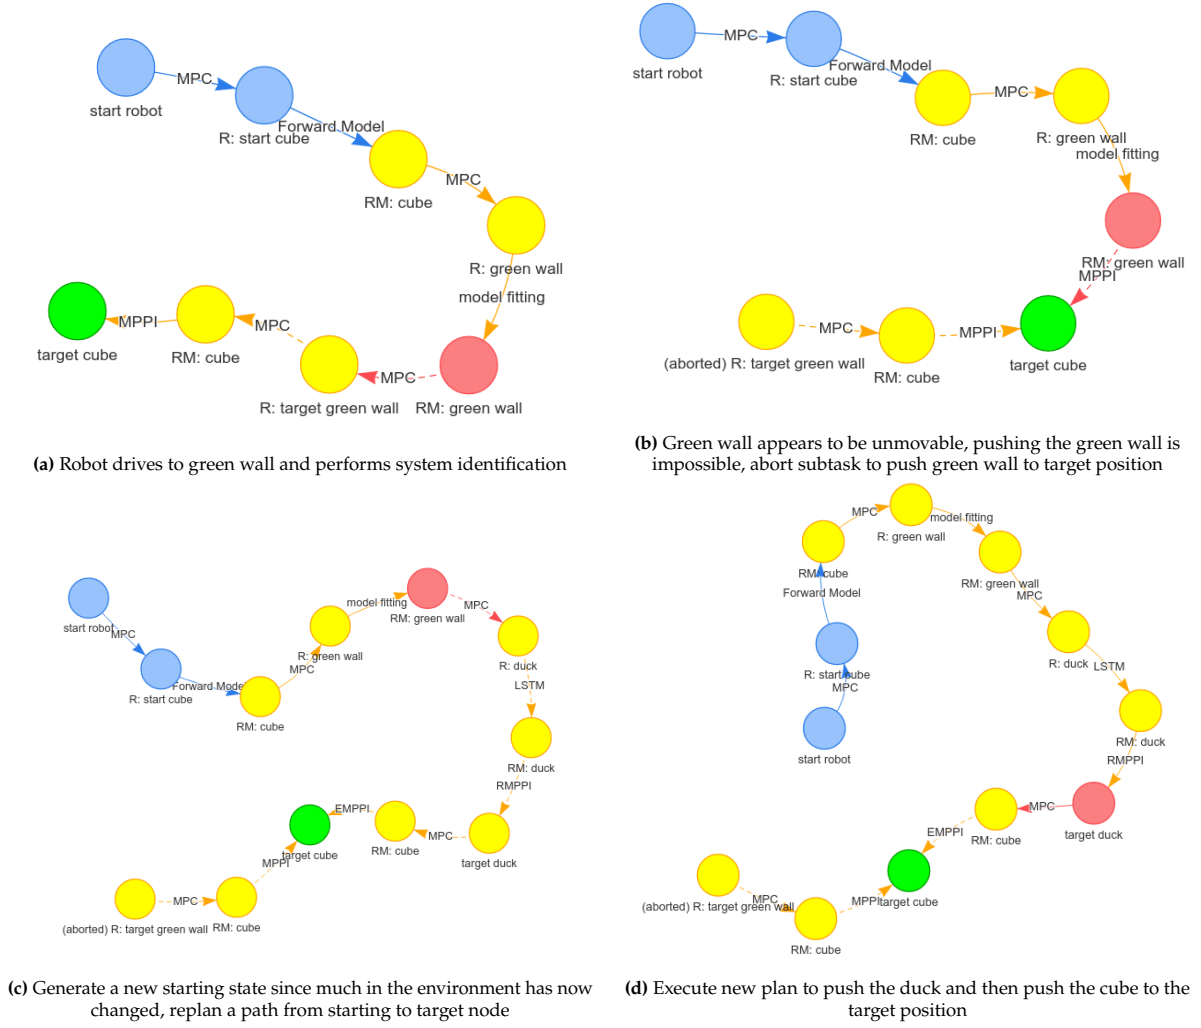 MPC
start robot
Forward Model
R: start cube
MPC
RM: cube
R: green wall
model fitting
MPPI
MPC
target cube
RM: cube
MPC
R: target green wall
RM: green wall
(a) Robot drives to green wall and performs system identification
MPC
start robot
Forward Model
R: start cube
MPC
RM: cube
R: green wall
model fitting
RM: green wall
MPPI
MPC
MPPI
(aborted) R: target green wall
target cube
RM: cube
(b) Green wall appears to be unmovable, pushing the green wall is
impossible, abort subtask to push green wall to target position
start robot
MPC
model fitting
MPC
RM: green wall
R: green wall
R: duck
MPC
Forward Model
LSTM
R: start cube
RM: cube
RM: duck
RMPPI
EMPPI
MPC
target cube
RM: cube
target duck
MPPI
MPC
(aborted) R: target green wall
RM: cube
(c) Generate a new starting state since much in the environment has now
changed, replan a path from starting to target node
MPC
model fitting
R: green wall
RM: cube
RM: green wall
Forward Model
MPC
R: duck
LSTM
R: start cube
MPC
RM: duck
start robot
RMPPI
MPC
EMPPI
RM: cube
target duck
MPC
MPPI
target cube
(aborted) R: target green wall
RM: cube
(d) Execute new plan to push the duck and then push the cube to the
target position